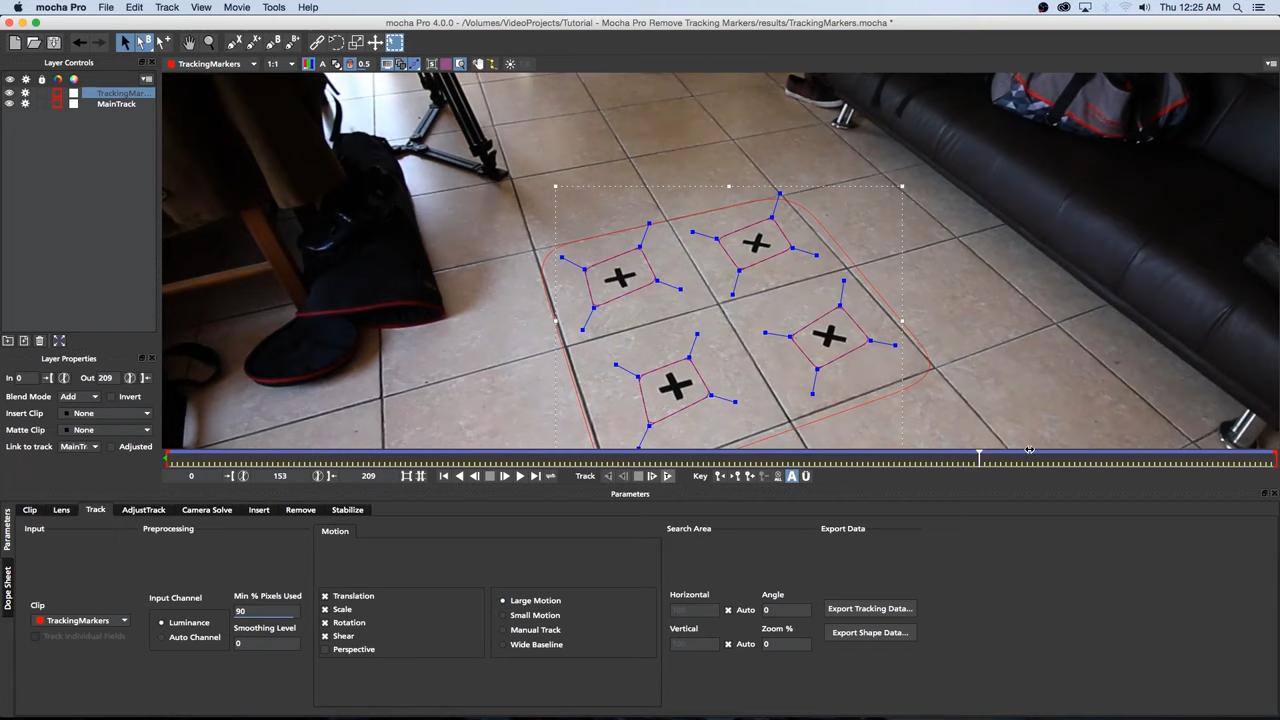 mocha Pro File Edit Track View Movie Tools Help Thu 12:25 AM
mocha Pro 4.0.0 - /Volumes/VideoProjects/Tutorial - Mocha Pro Remove Tracking Markers/results/TrackingMarkers.mocha *
Layer Controls TrackingMarkers 1:1 A 0.5
TrackingMar...
MainTrack
Layer Properties
In 0 Out 209
Blend Mode Add Invert
Insert Clip None
Matte Clip None
Link to track MainTr Adjusted
0 153 209 Track Key A Ü
Parameters
Parameters
Dope Sheet
Clip Lens Track AdjustTrack Camera Solve Insert Remove Stabilize
Input Preprocessing Motion Search Area Export Data
Clip
TrackingMarkers
Track Individual Fields
Input Channel
Luminance
Auto Channel
Min % Pixels Used
90
Smoothing Level
0
Translation
Scale
Rotation
Shear
Perspective
Large Motion
Small Motion
Manual Track
Wide Baseline
Horizontal Angle
100 Auto 0
Vertical Zoom %
100 Auto 0
Export Tracking Data...
Export Shape Data...